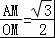 AM/OM = √3/2